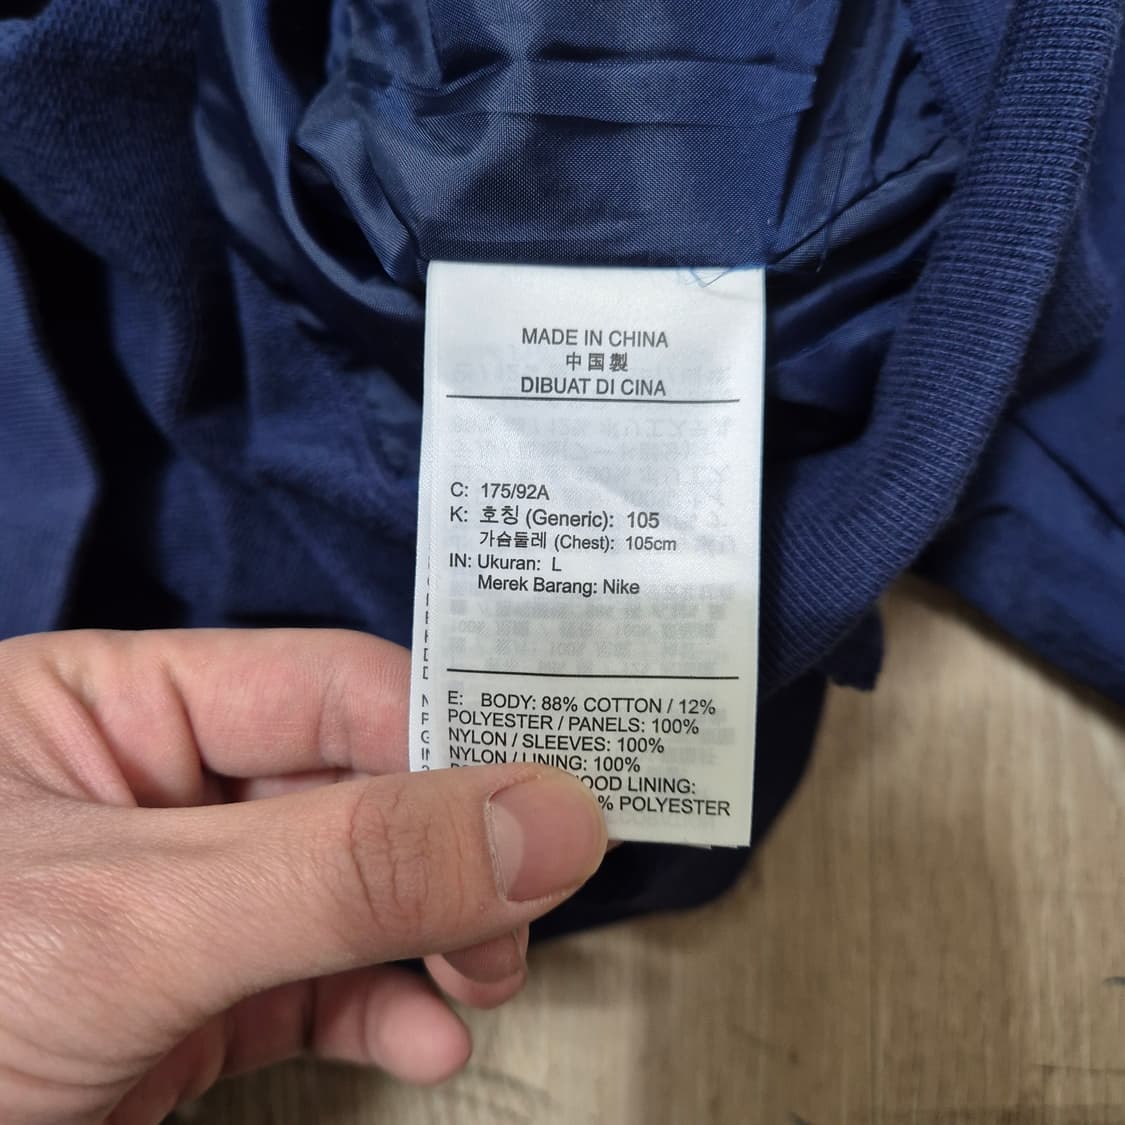 MADE IN CHINA
中国製
DIBUAT DI CINA
C: 175/92A
K: 호칭 (Generic): 105
가슴둘레 (Chest): 105cm
IN: Ukuran: L
Merek Barang: Nike
E: BODY: 88% COTTON / 12%
POLYESTER / PANELS: 100%
NYLON / SLEEVES: 100%
NYLON / LINING: 100%
LINING:
% POLYESTER